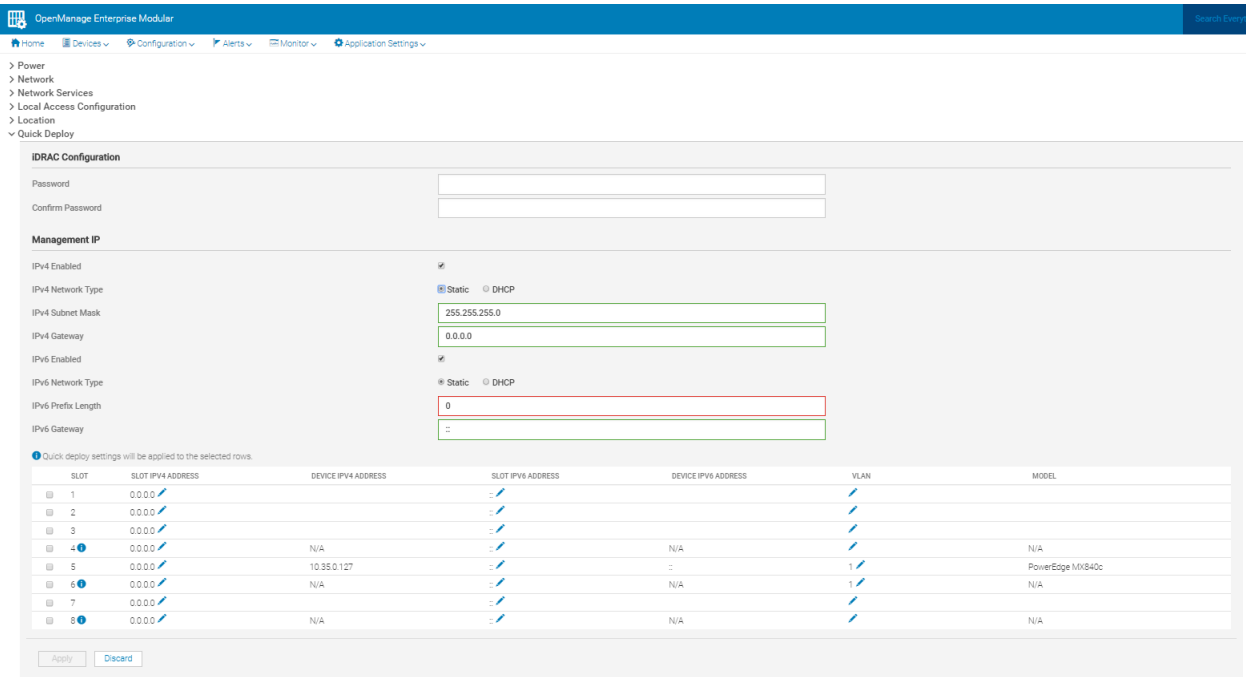 OpenManage Enterprise Modular Search Every
Home Devices Configuration Alerts Monitor Application Settings
Power
Network
Network Services
Local Access Configuration
Location
Quick Deploy
iDRAC Configuration
Password
Confirm Password
Management IP
IPv4 Enabled
IPv4 Network Type Static DHCP
IPv4 Subnet Mask 255.255.255.0
IPv4 Gateway 0.0.0.0
IPv6 Enabled
IPv6 Network Type Static DHCP
IPv6 Prefix Length 0
IPv6 Gateway ::
Quick deploy settings will be applied to the selected rows.
SLOT SLOT IPV4 ADDRESS DEVICE IPV4 ADDRESS SLOT IPV6 ADDRESS DEVICE IPV6 ADDRESS VLAN MODEL
1 0.0.0.0 ::
2 0.0.0.0 ::
3 0.0.0.0 ::
4 0.0.0.0 N/A :: N/A N/A
5 0.0.0.0 10.35.0.127 :: :: 1 PowerEdge MX840c
6 0.0.0.0 N/A :: N/A 1 N/A
7 0.0.0.0 ::
8 0.0.0.0 N/A :: N/A N/A
Apply Discard